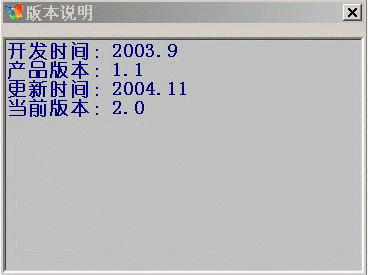 版本说明
开发时间: 2003.9
产品版本: 1.1
更新时间: 2004.11
当前版本: 2.0